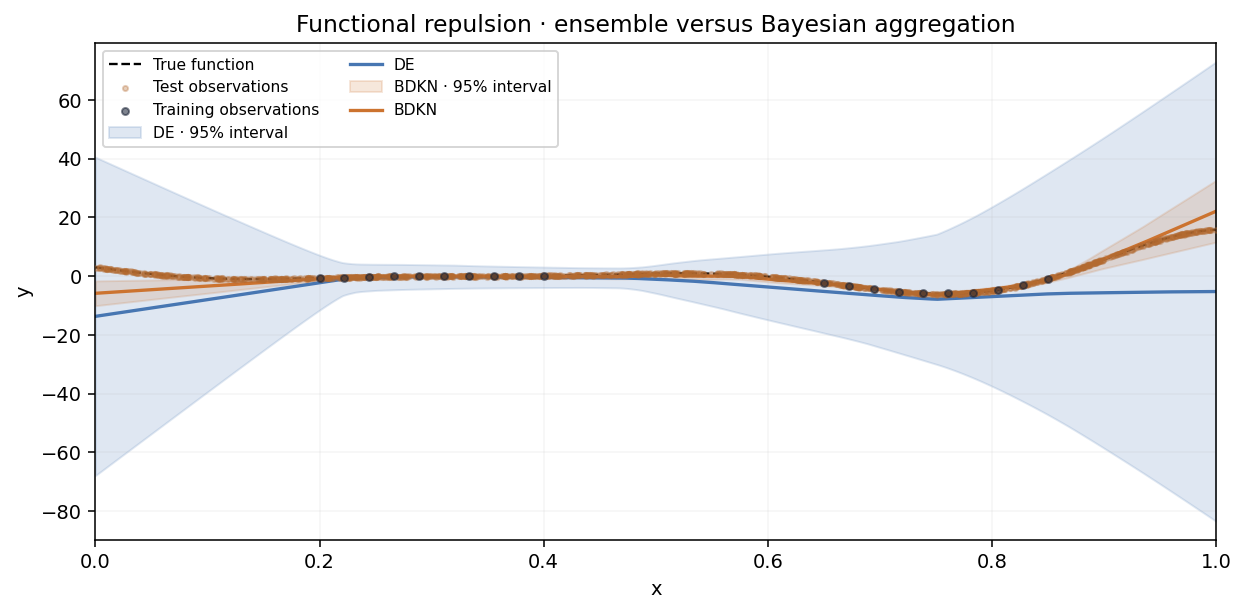 Functional repulsion · ensemble versus Bayesian aggregation
True function
Test observations
Training observations
DE · 95% interval
DE
BDKN · 95% interval
BDKN
y
60
40
20
0
−20
−40
−60
−80
0.0 0.2 0.4 0.6 0.8 1.0
x